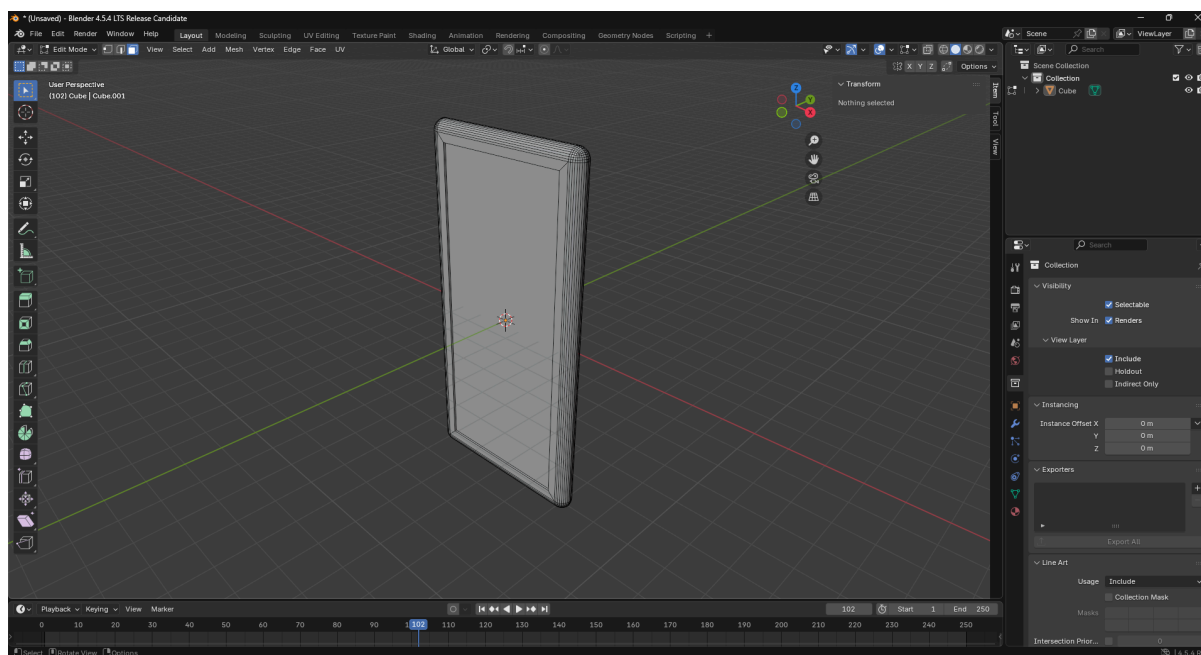 * (Unsaved) - Blender 4.5.4 LTS Release Candidate
File Edit Render Window Help Layout Modeling Sculpting UV Editing Texture Paint Shading Animation Rendering Compositing Geometry Nodes Scripting + Scene ViewLayer
Edit Mode View Select Add Mesh Vertex Edge Face UV Global Search
X Y Z Options
Scene Collection
Collection
Cube
User Perspective
(102) Cube | Cube.001
Transform
Nothing selected
Item
Tool
View
Z
Y
X
Search
Collection
Visibility
Selectable
Show In Renders
View Layer
Include
Holdout
Indirect Only
Instancing
Instance Offset X 0 m
Y 0 m
Z 0 m
Exporters
Export All
Line Art
Usage Include
Collection Mask
Masks
Intersection Prior... 0
Playback Keying View Marker 102 Start 1 End 250
0 10 20 30 40 50 60 70 80 90 102 110 120 130 140 150 160 170 180 190 200 210 220 230 240 250
Select Rotate View Options 4.5.4